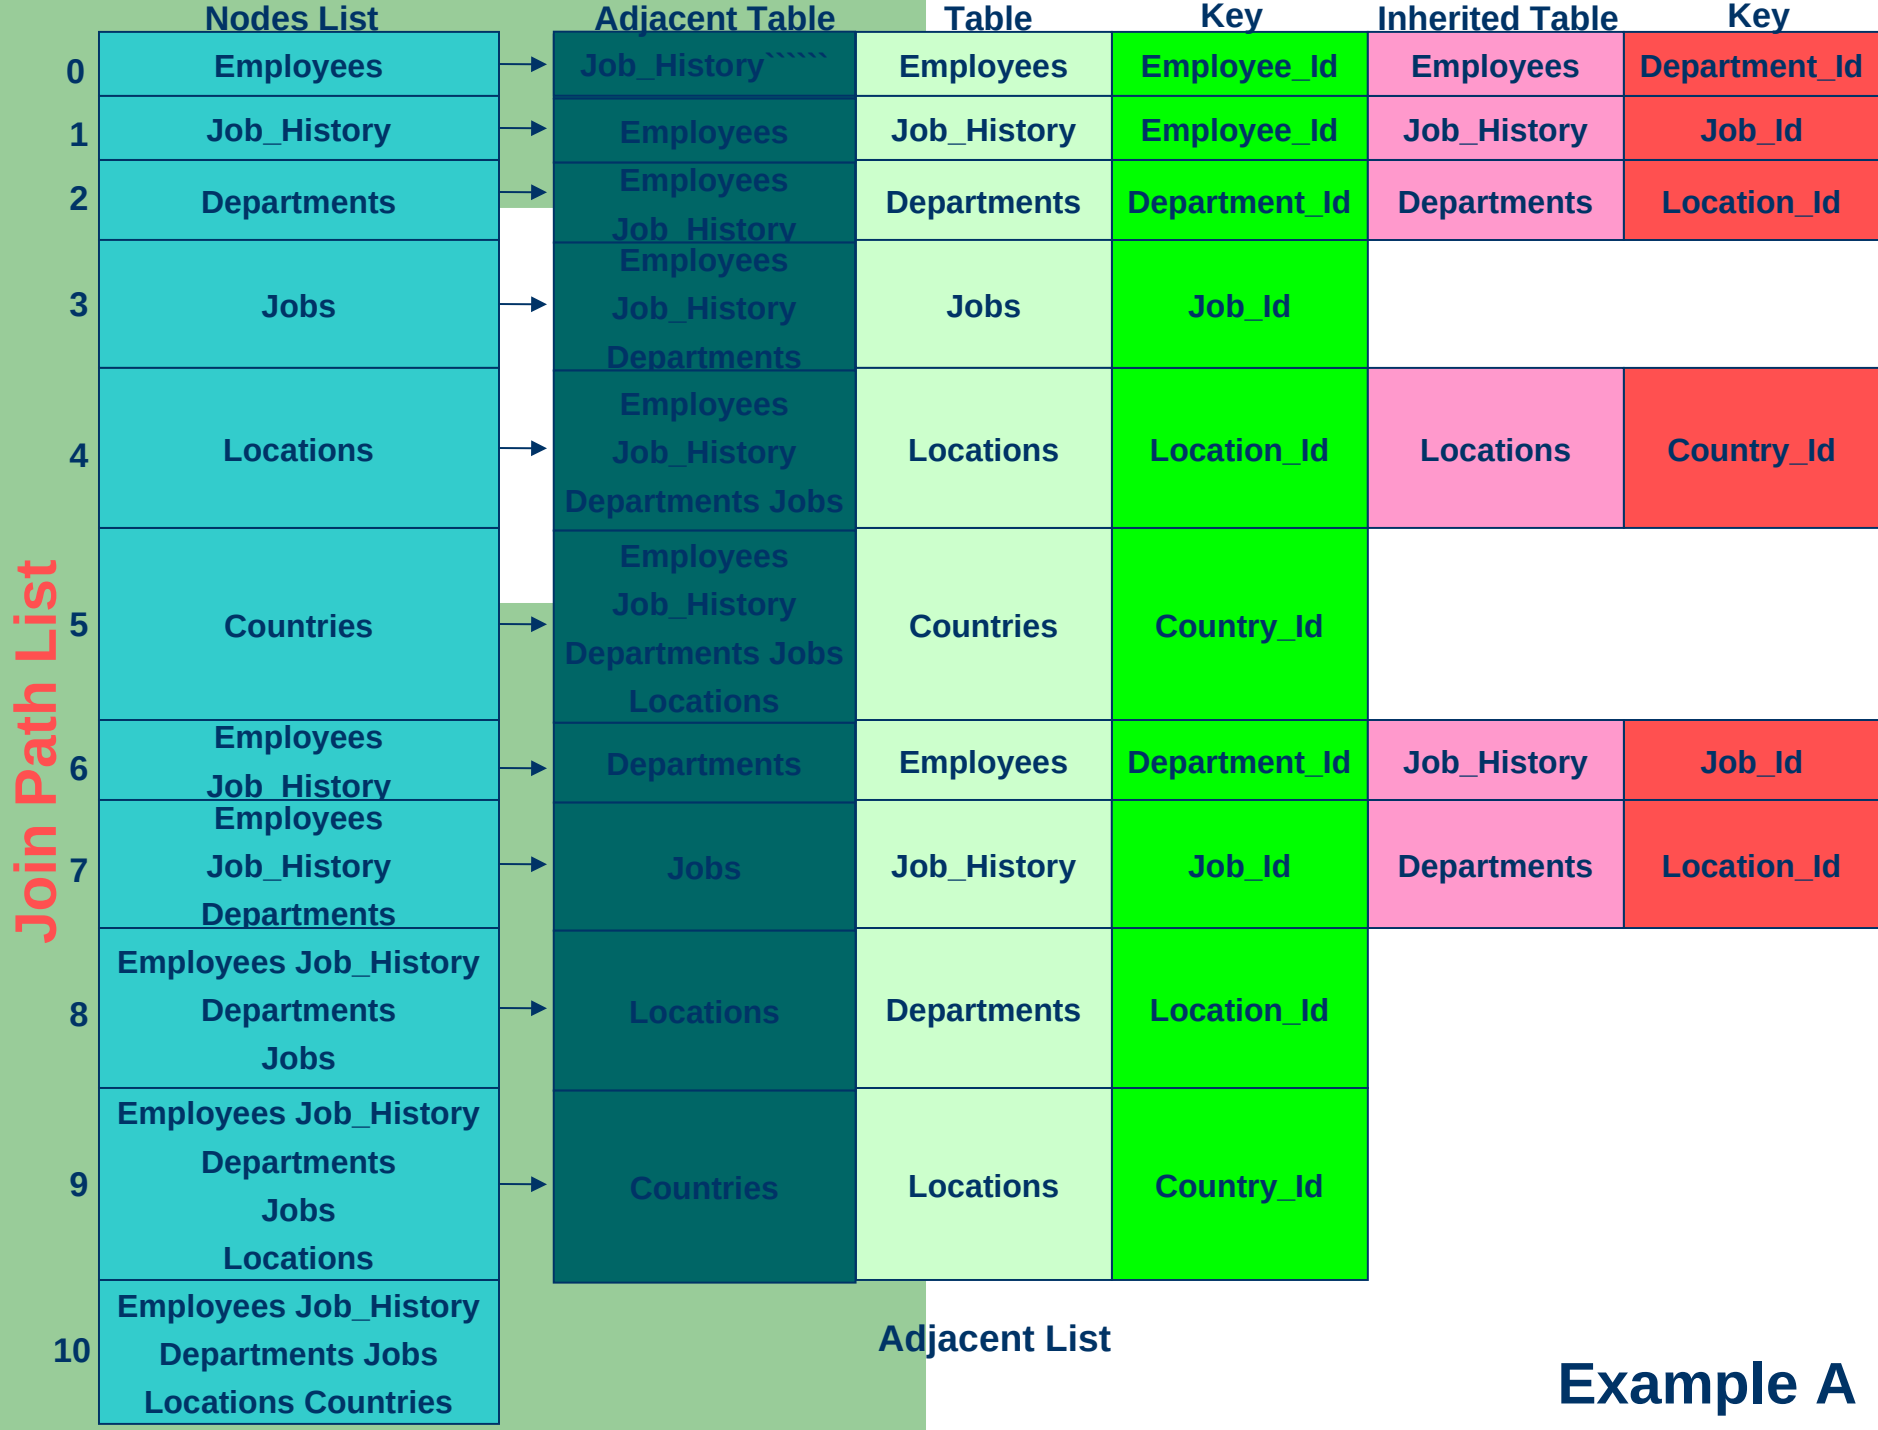 Nodes List Adjacent Table Table Key Inherited Table Key
0 Employees Job_History`````` Employees Employee_Id Employees Department_Id
1 Job_History Employees Job_History Employee_Id Job_History Job_Id
2 Departments Employees Departments Department_Id Departments Location_Id
Job_History
3 Jobs Employees Jobs Job_Id
Job_History
Departments
4 Locations Employees Locations Location_Id Locations Country_Id
Job_History
Departments Jobs
5 Countries Employees Countries Country_Id
Job_History
Departments Jobs
Locations
6 Employees Departments Employees Department_Id Job_History Job_Id
Job_History
7 Employees Jobs Job_History Job_Id Departments Location_Id
Job_History
Departments
8 Employees Job_History Locations Departments Location_Id
Departments
Jobs
9 Employees Job_History Countries Locations Country_Id
Departments
Jobs
Locations
10 Employees Job_History
Departments Jobs
Locations Countries
Join Path List
Adjacent List
Example A